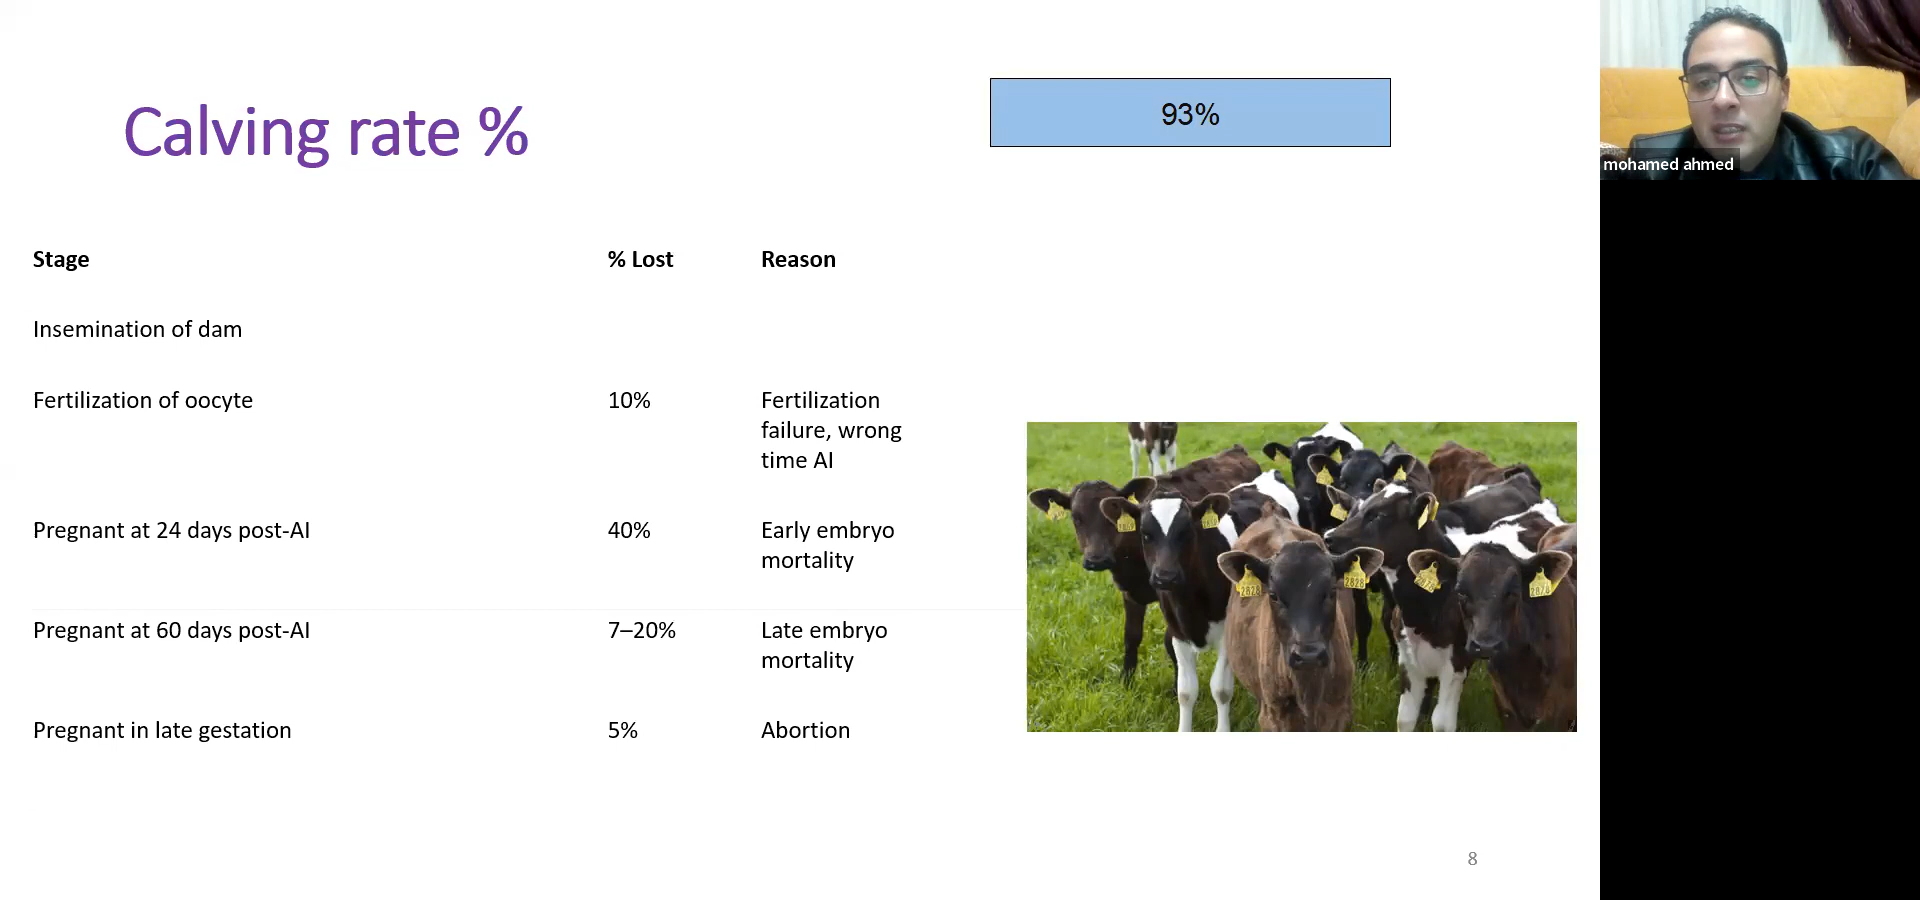 Calving rate %
93%
mohamed ahmed
Stage % Lost Reason
Insemination of dam
Fertilization of oocyte 10% Fertilization
failure, wrong
time AI
Pregnant at 24 days post-AI 40% Early embryo
mortality
Pregnant at 60 days post-AI 7–20% Late embryo
mortality
Pregnant in late gestation 5% Abortion
2828
2828
8